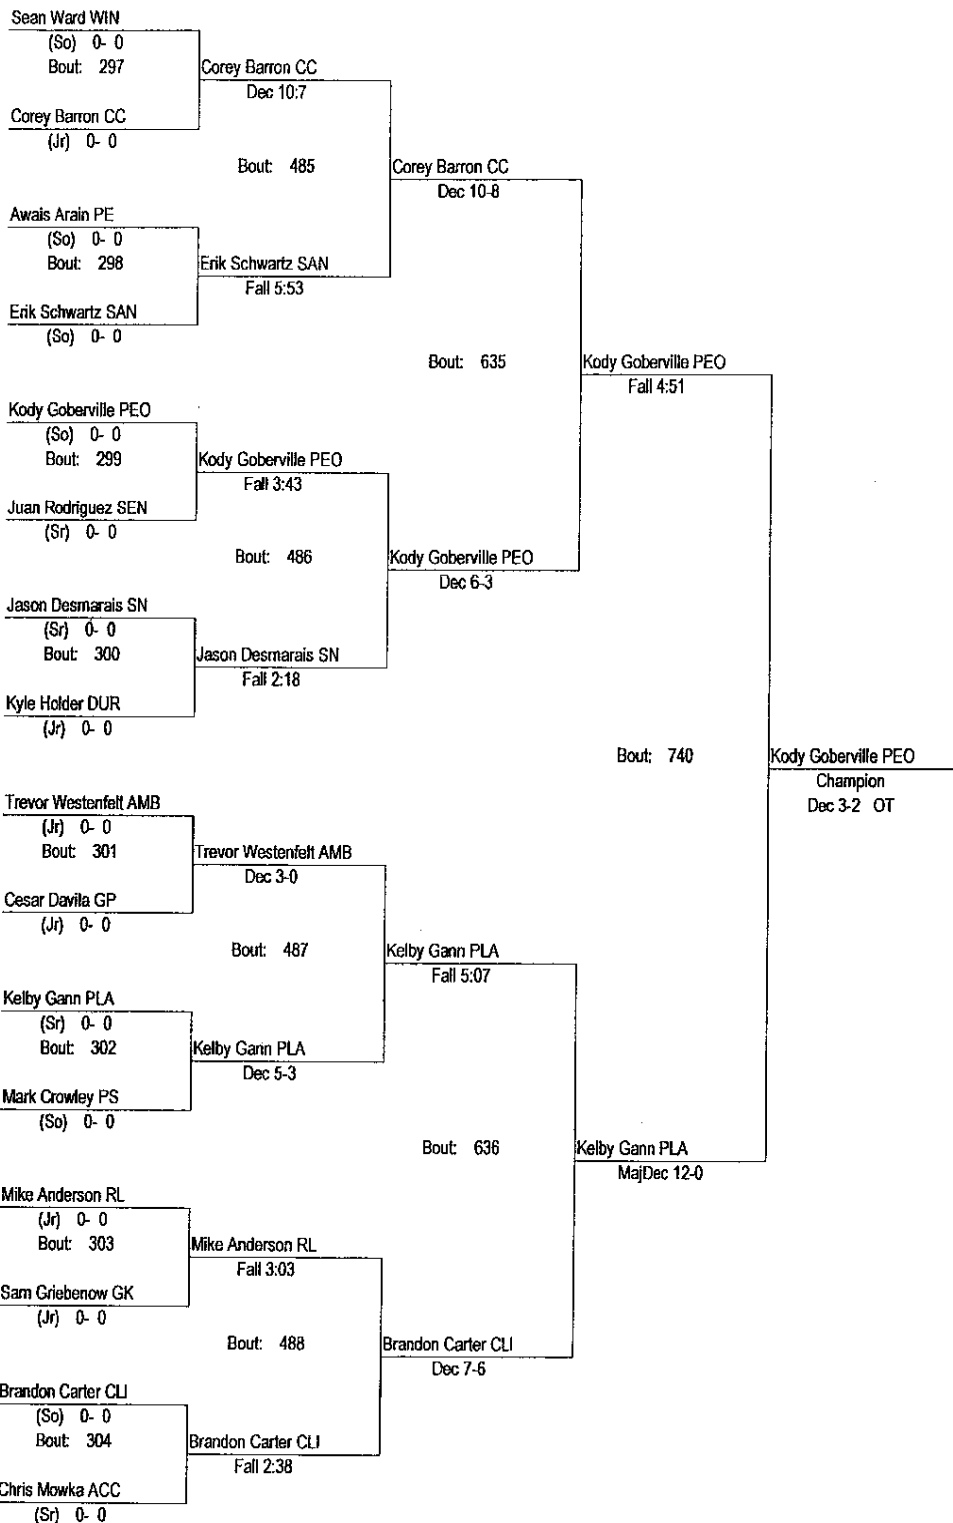 Sean Ward WIN
(So) 0- 0
Bout: 297
Corey Barron CC
Dec 10:7
Corey Barron CC
(Jr) 0- 0
Bout: 485
Corey Barron CC
Dec 10-8
Awais Arain PE
(So) 0- 0
Bout: 298
Erik Schwartz SAN
Fall 5:53
Erik Schwartz SAN
(So) 0- 0
Bout: 635
Kody Goberville PEO
Fall 4:51
Kody Goberville PEO
(So) 0- 0
Bout: 299
Kody Goberville PEO
Fall 3:43
Juan Rodriguez SEN
(Sr) 0- 0
Bout: 486
Kody Goberville PEO
Dec 6-3
Jason Desmarais SN
(Sr) 0- 0
Bout: 300
Jason Desmarais SN
Fall 2:18
Kyle Holder DUR
(Jr) 0- 0
Bout: 740
Kody Goberville PEO
Champion
Dec 3-2 OT
Trevor Westenfelt AMB
(Jr) 0- 0
Bout: 301
Trevor Westenfelt AMB
Dec 3-0
Cesar Davila GP
(Jr) 0- 0
Bout: 487
Kelby Gann PLA
Fall 5:07
Kelby Gann PLA
(Sr) 0- 0
Bout: 302
Kelby Gann PLA
Dec 5-3
Mark Crowley PS
(So) 0- 0
Bout: 636
Kelby Gann PLA
MajDec 12-0
Mike Anderson RL
(Jr) 0- 0
Bout: 303
Mike Anderson RL
Fall 3:03
Sam Griebenow GK
(Jr) 0- 0
Bout: 488
Brandon Carter CLI
Dec 7-6
Brandon Carter CLI
(So) 0- 0
Bout: 304
Brandon Carter CLI
Fall 2:38
Chris Mowka ACC
(Sr) 0- 0